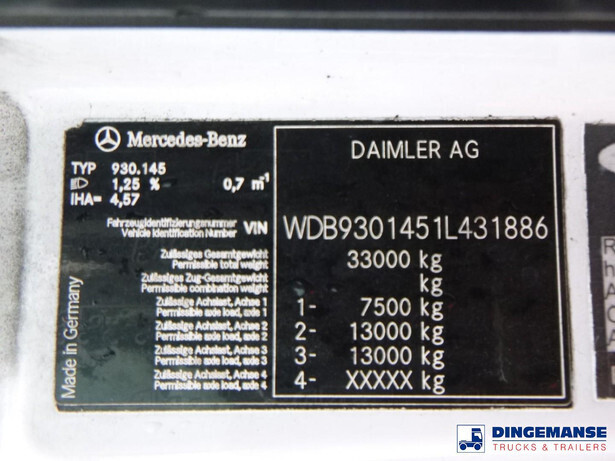 Mercedes-Benz
TYP 930.145
1,25 % 0,7 m⁻¹
IHA= 4,57
Fahrzeugidentifizierungsnummer
Vehicle Identification Number VIN
Zulässiges Gesamtgewicht
Permissible total weight
Zulässiges Zug-Gesamtgewicht
Permissible combination weight
Zulässige Achslast, Achse 1
Permissible axle load, axle 1
Zulässige Achslast, Achse 2
Permissible axle load, axle 2
Zulässige Achslast, Achse 3
Permissible axle load, axle 3
Zulässige Achslast, Achse 4
Permissible axle load, axle 4
Made in Germany
DAIMLER AG
WDB9301451L431886
33000 kg
kg
1- 7500 kg
2- 13000 kg
3- 13000 kg
4- XXXXX kg
DINGEMANSE
TRUCKS & TRAILERS